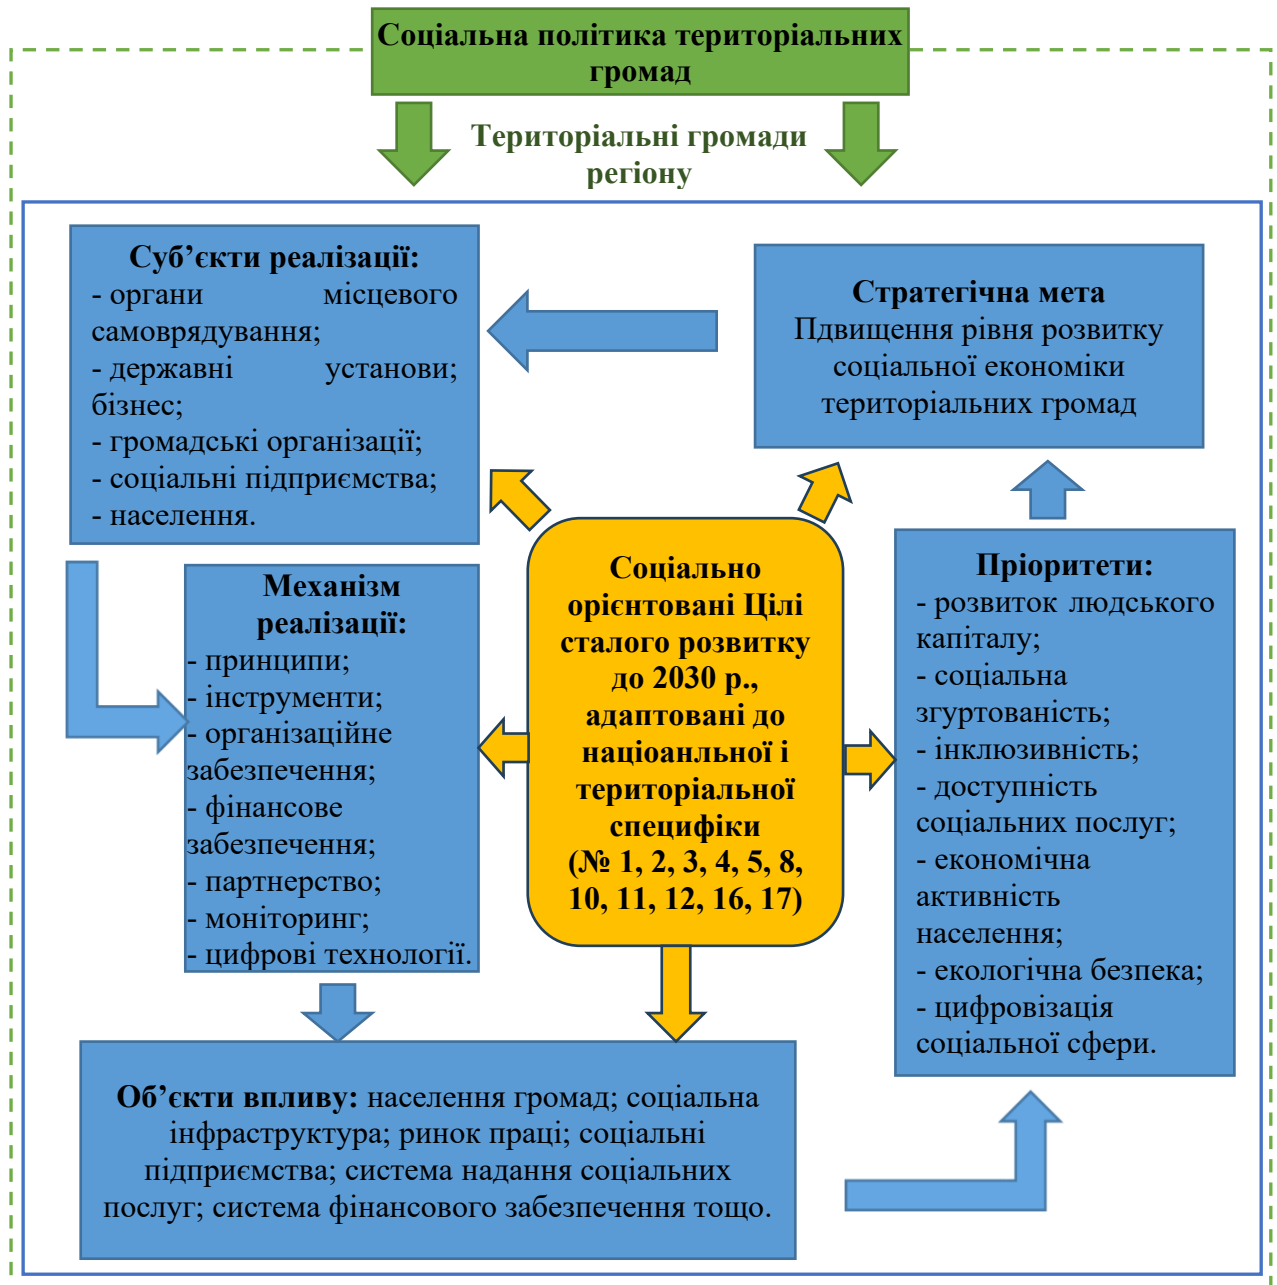 Соціальна політика територіальних
громад
Територіальні громади
регіону
Суб’єкти реалізації:
- органи місцевого
самоврядування;
- державні установи;
бізнес;
- громадські організації;
- соціальні підприємства;
- населення.
Стратегічна мета
Пдвищення рівня розвитку
соціальної економіки
територіальних громад
Механізм
реалізації:
- принципи;
- інструменти;
- організаційне
забезпечення;
- фінансове
забезпечення;
- партнерство;
- моніторинг;
- цифрові технології.
Соціально
орієнтовані Цілі
сталого розвитку
до 2030 р.,
адаптовані до
націоанльної і
територіальної
специфіки
(№ 1, 2, 3, 4, 5, 8,
10, 11, 12, 16, 17)
Пріоритети:
- розвиток людського
капіталу;
- соціальна
згуртованість;
- інклюзивність;
- доступність
соціальних послуг;
- економічна
активність
населення;
- екологічна безпека;
- цифровізація
соціальної сфери.
Об’єкти впливу: населення громад; соціальна
інфраструктура; ринок праці; соціальні
підприємства; система надання соціальних
послуг; система фінансового забезпечення тощо.